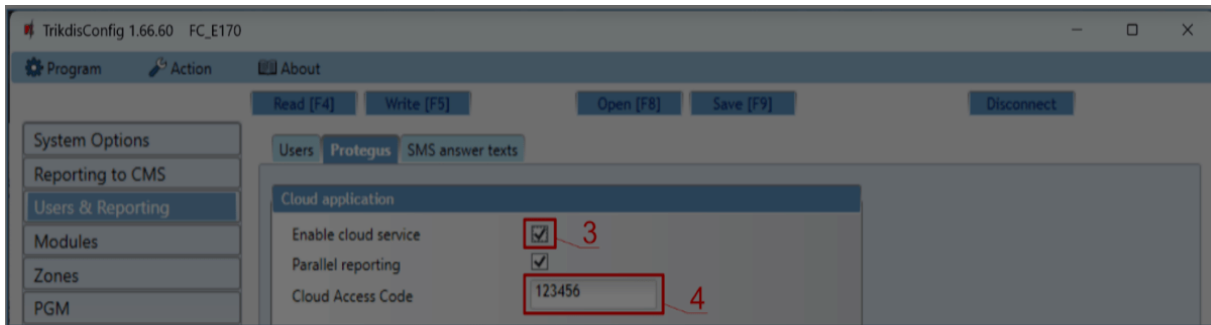 TrikdisConfig 1.66.60 FC_E170
Program Action About
Read [F4] Write [F5] Open [F8] Save [F9] Disconnect
System Options
Reporting to CMS
Users & Reporting
Modules
Zones
PGM
Users Protegus SMS answer texts
Cloud application
Enable cloud service 3
Parallel reporting
Cloud Access Code 123456 4